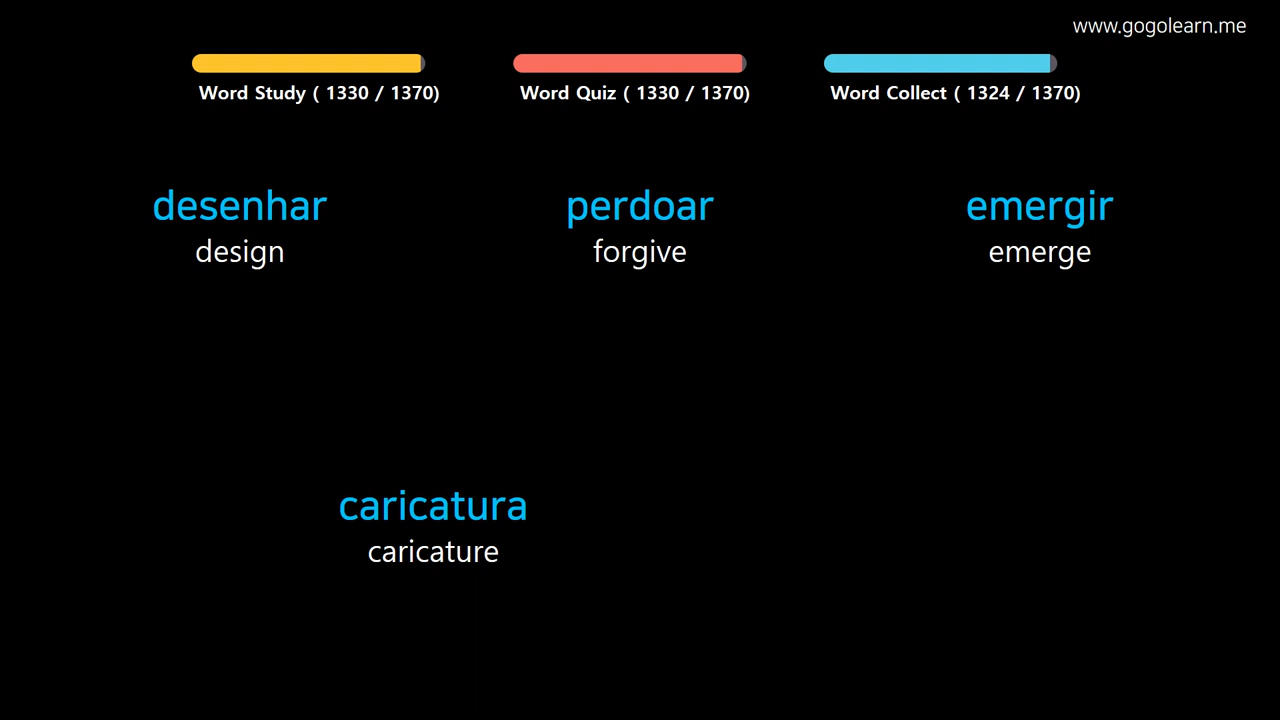 www.gogolearn.me
Word Study ( 1330 / 1370)
Word Quiz ( 1330 / 1370)
Word Collect ( 1324 / 1370)
desenhar
design
perdoar
forgive
emergir
emerge
caricatura
caricature